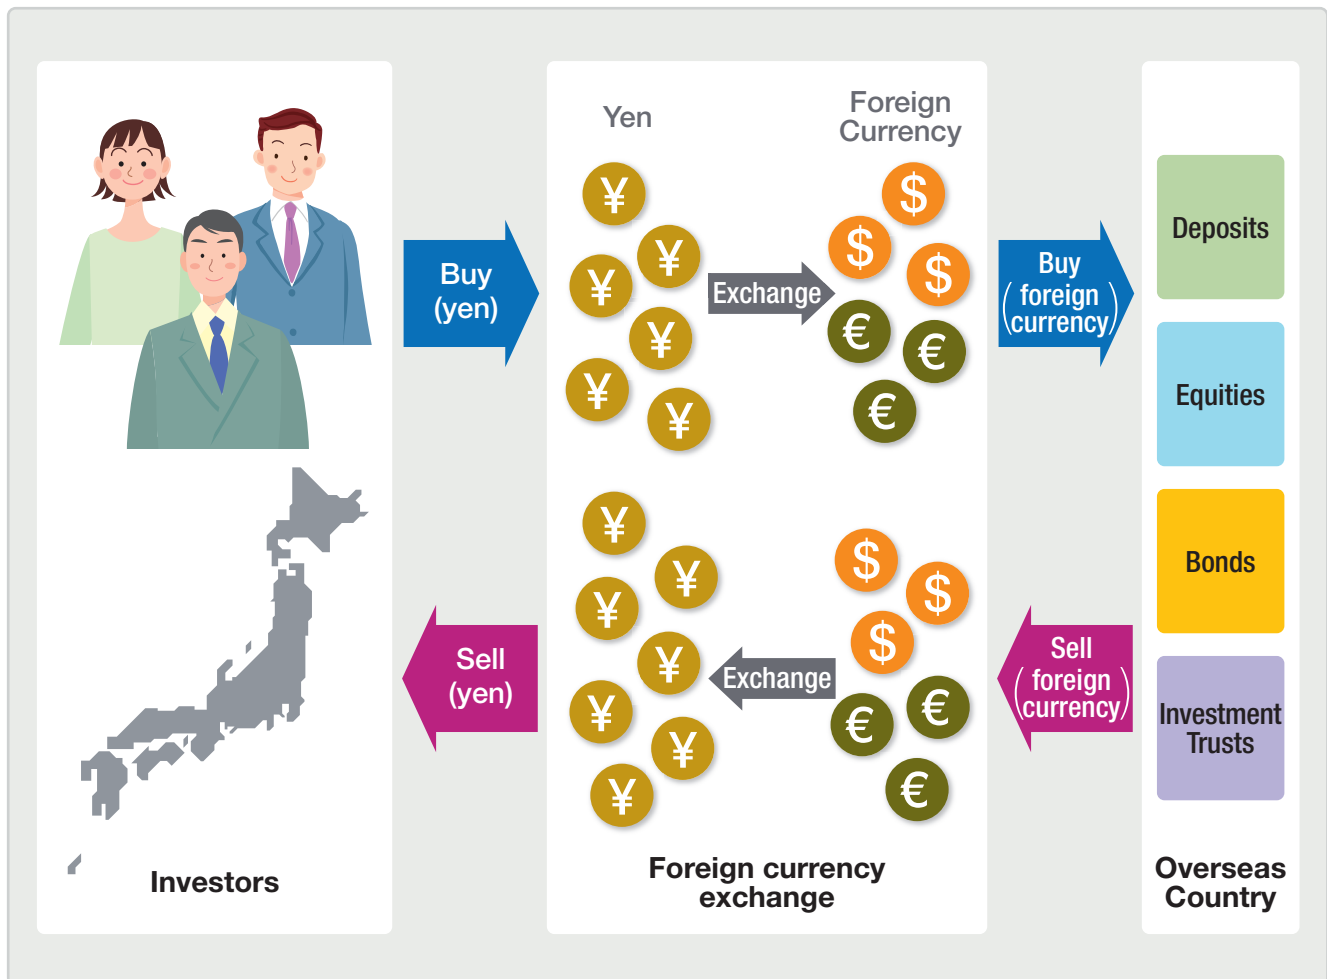 Yen
Foreign
Currency
¥
¥
¥
¥
¥
¥
$
$
$
€
€
€
Buy
(yen)
Exchange
Buy
(foreign
currency)
Deposits
Equities
Bonds
Investment
Trusts
¥
¥
¥
¥
¥
¥
¥
$
$
$
€
€
€
Sell
(yen)
Exchange
Sell
(foreign
currency)
Investors
Foreign currency
exchange
Overseas
Country